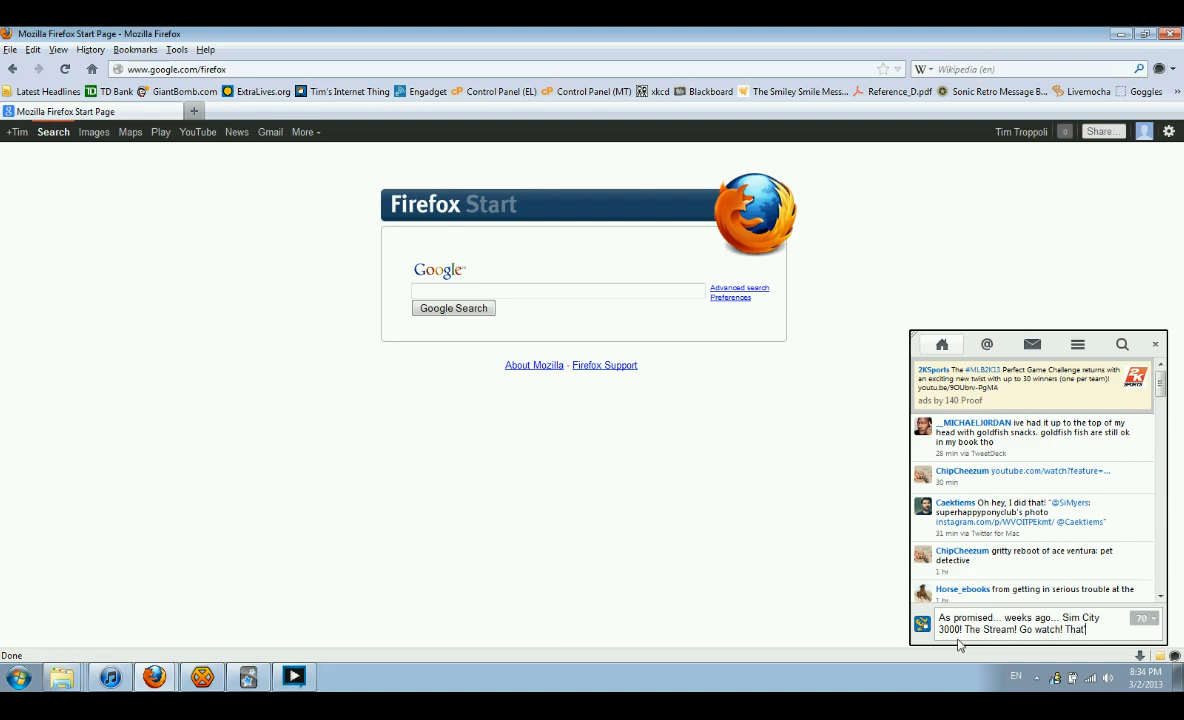 Mozilla Firefox Start Page - Mozilla Firefox
File Edit View History Bookmarks Tools Help
www.google.com/firefox
W Wikipedia (en)
Latest Headlines TD Bank GiantBomb.com ExtraLives.org Tim's Internet Thing Engadget Control Panel (EL) Control Panel (MT) xkcd Blackboard The Smiley Smile Mess... Reference_D.pdf Sonic Retro Message B... Livemocha Goggles
Mozilla Firefox Start Page
+Tim Search Images Maps Play YouTube News Gmail More
Tim Troppoli 0 Share...
Firefox Start
Google™
Advanced search
Preferences
Google Search
About Mozilla - Firefox Support
2KSports The #MLB2K13 Perfect Game Challenge returns with
an exciting new twist with up to 30 winners (one per team)!
youtu.be/9OUbrv-PgMA
ads by 140 Proof
2K
SPORTS
__MICHAELJ0RDAN ive had it up to the top of my
head with goldfish snacks. goldfish fish are still ok
in my book tho
28 min via TweetDeck
ChipCheezum youtube.com/watch?feature=...
30 min
Caektiems Oh hey, I did that! "@SiMyers:
superhappyponyclub's photo
instagram.com/p/WVOITPEkmt/ @Caektiems"
31 min via Twitter for Mac
ChipCheezum gritty reboot of ace ventura: pet
detective
1 hr
Horse_ebooks from getting in serious trouble at the
1 hr
As promised... weeks ago... Sim City
3000! The Stream! Go watch! That'
70
Done
EN
8:34 PM
3/2/2013